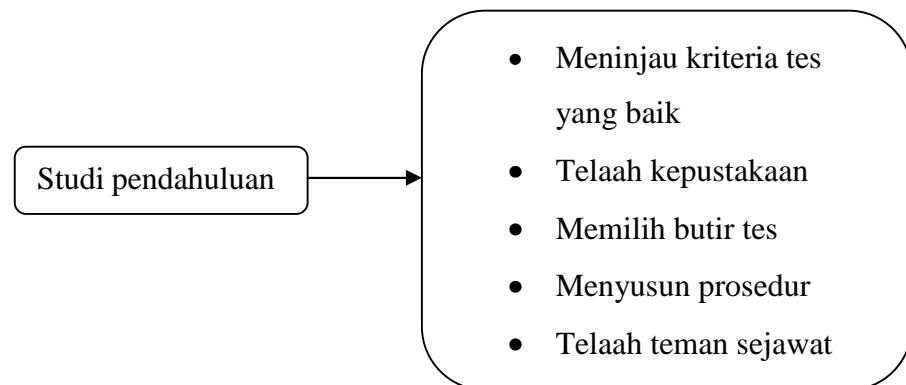 Studi pendahuluan
• Meninjau kriteria tes
yang baik
• Telaah kepustakaan
• Memilih butir tes
• Menyusun prosedur
• Telaah teman sejawat